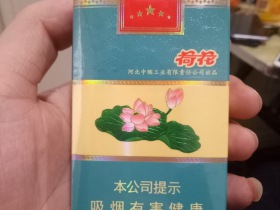 荷花
河北中烟工业有限责任公司出品
本公司提示
吸烟有害健康